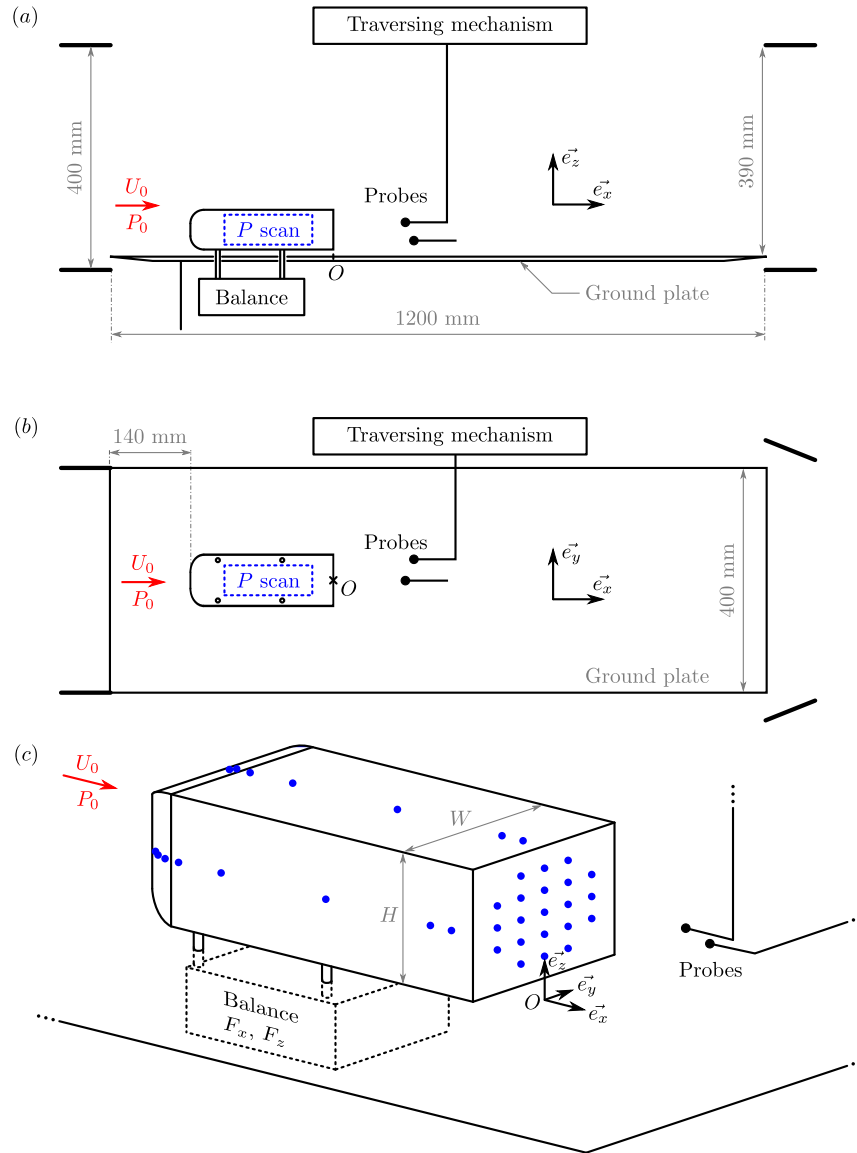 (a)
Traversing mechanism
400 mm
390 mm
U₀
P₀
P scan
Probes
e⃗z
e⃗x
O
Balance
Ground plate
1200 mm
(b)
Traversing mechanism
140 mm
U₀
P₀
P scan
Probes
O
e⃗y
e⃗x
400 mm
Ground plate
(c)
U₀
P₀
W
H
Probes
e⃗z
e⃗y
O
e⃗x
Balance
Fx, Fz